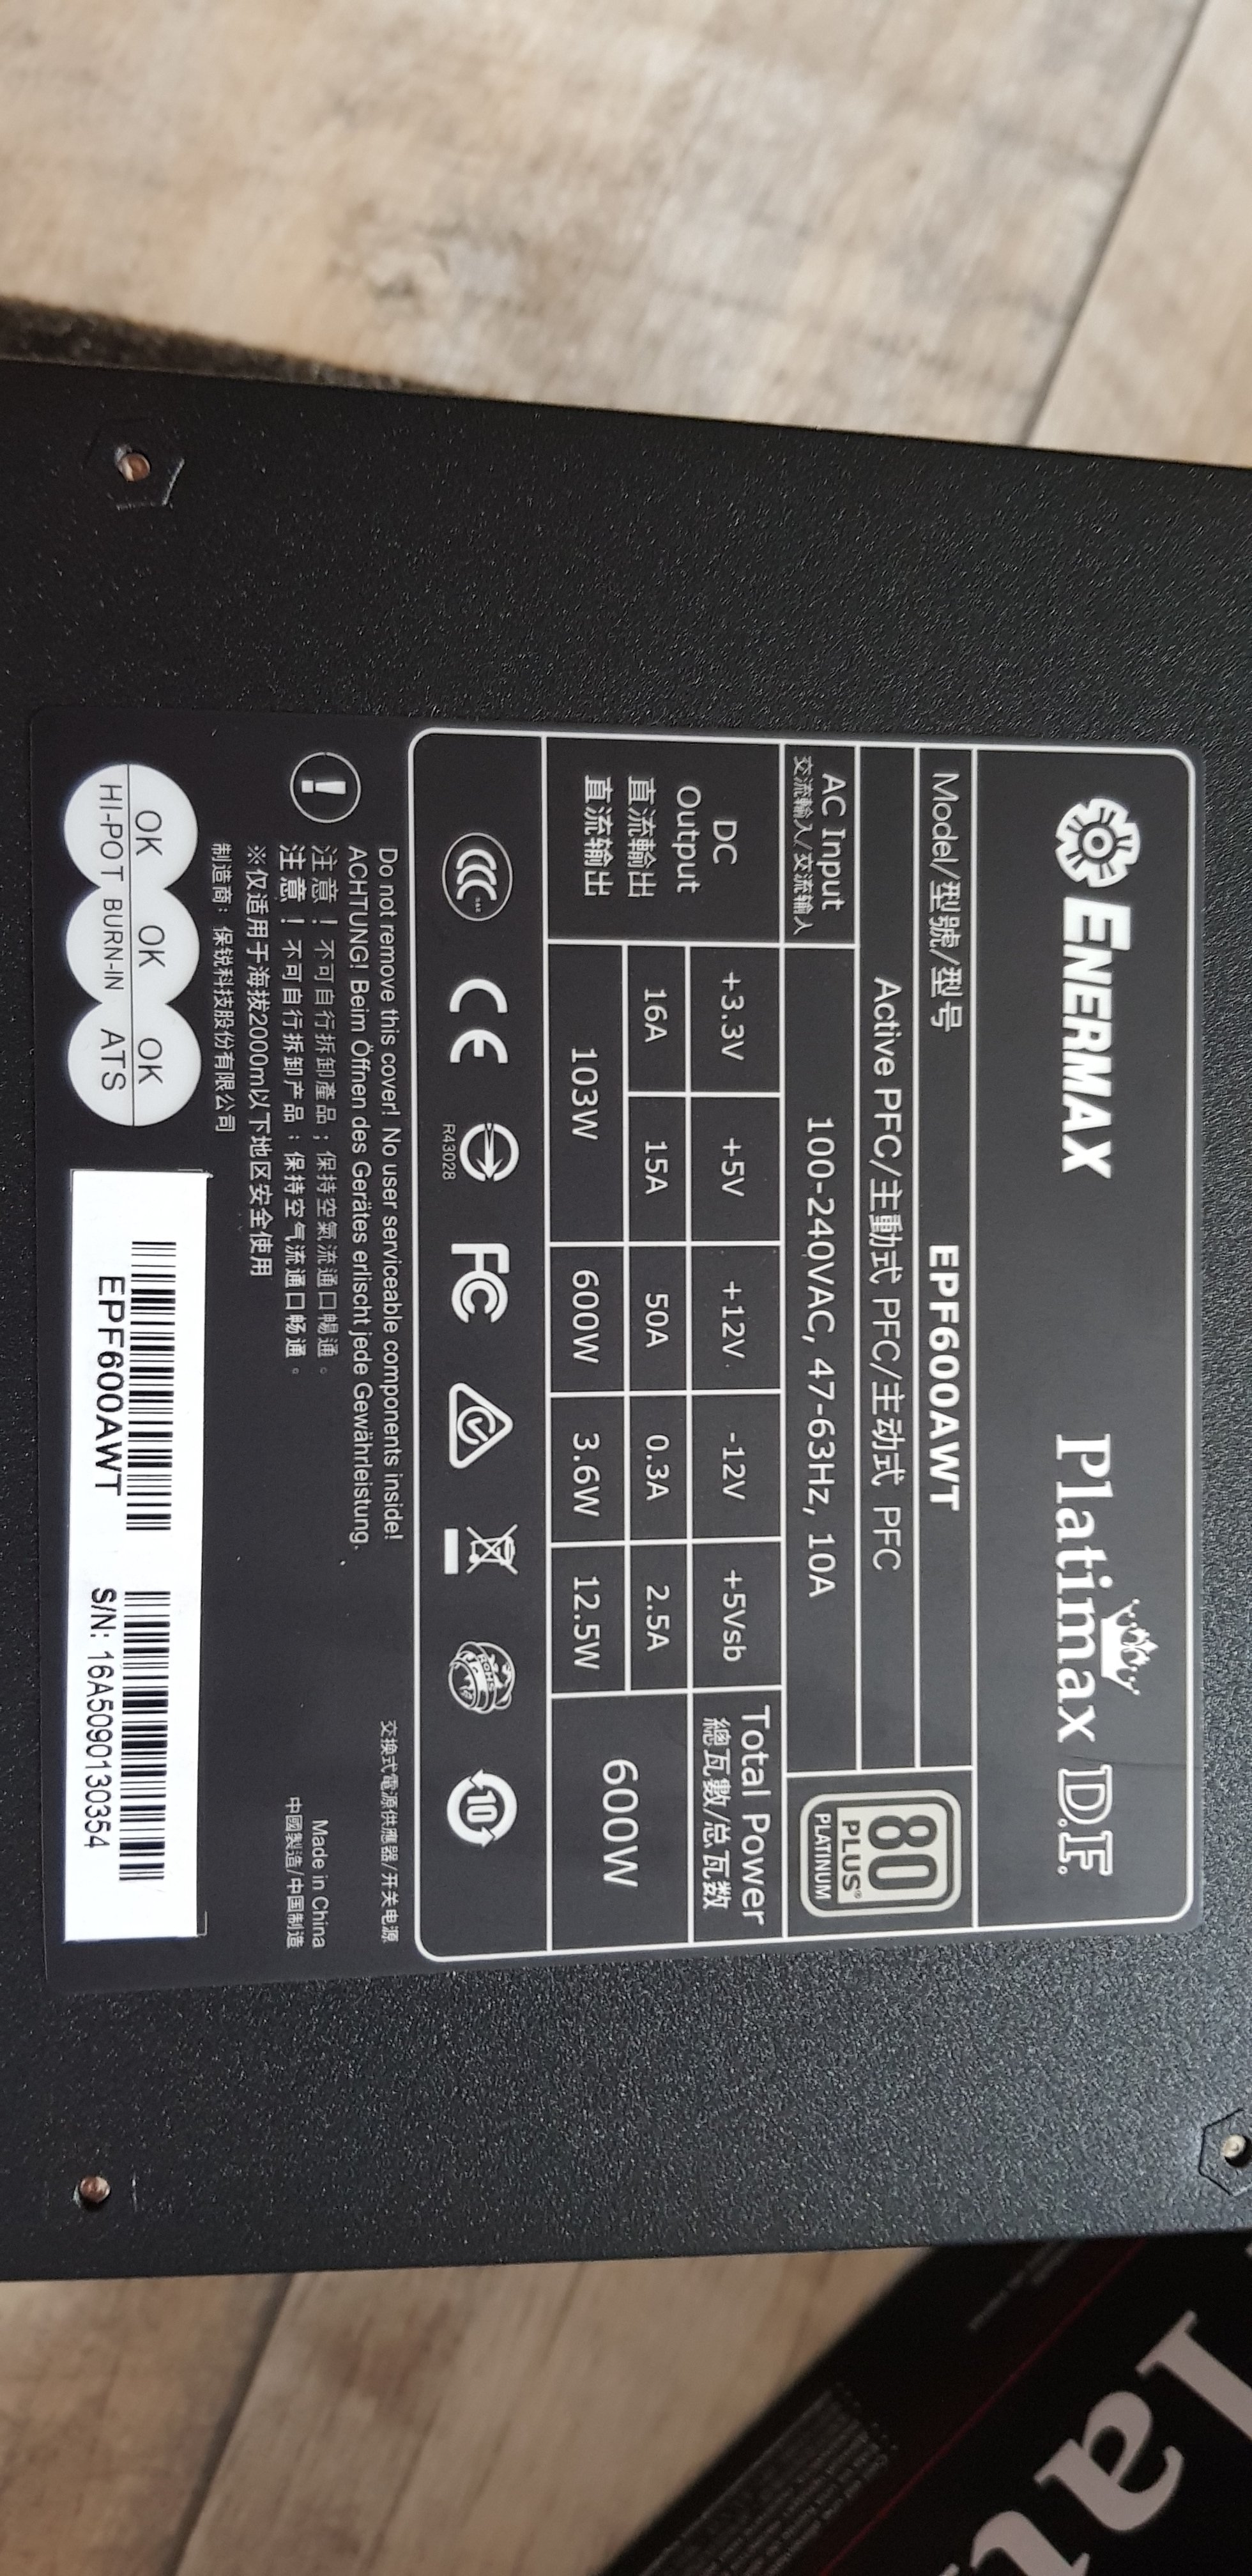 ENERMAX
Platimax D.F.
Model/型號/型号 EPF600AWT
Active PFC/主動式 PFC/主动式 PFC
80 PLUS® PLATINUM
AC Input 100-240VAC, 47-63Hz, 10A
交流輸入/交流输入
DC Output +3.3V +5V +12V -12V +5Vsb Total Power
總瓦數/总瓦数
直流輸出 16A 15A 50A 0.3A 2.5A
直流输出 103W 600W 3.6W 12.5W 600W
CCC S&E CE R43028 FC RoHS 10
Do not remove this cover! No user serviceable components inside! 交換式電源供應器/开关电源
ACHTUNG! Beim Öffnen des Gerätes erlischt jede Gewährleistung.
注意！不可自行拆卸產品；保持空氣流通口暢通。 Made in China
注意！不可自行拆卸产品；保持空气流通口畅通。 中國製造/中国制造
※仅适用于海拔2000m以下地区安全使用
制造商：保锐科技股份有限公司
OK OK OK
HI-POT BURN-IN ATS
EPF600AWT S/N: 16A5090130354
lan